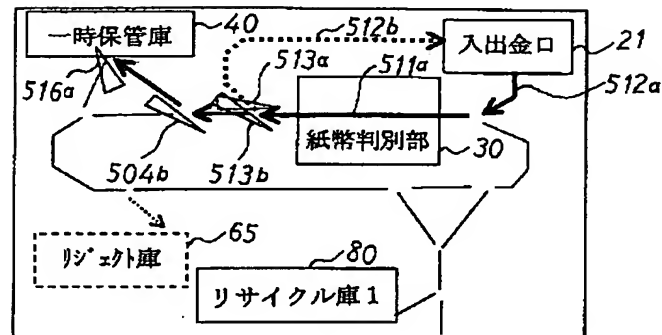 一時保管庫
40
512b
入出金口
21
516a
513a
511a
512a
紙幣判別部
504b
513b
30
リジェクト庫
65
80
リサイクル庫1